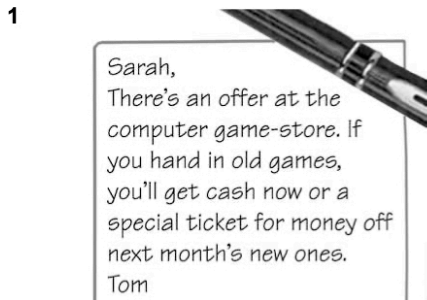 1
Sarah,
There's an offer at the
computer game-store. If
you hand in old games,
you'll get cash now or a
special ticket for money off
next month's new ones.
Tom